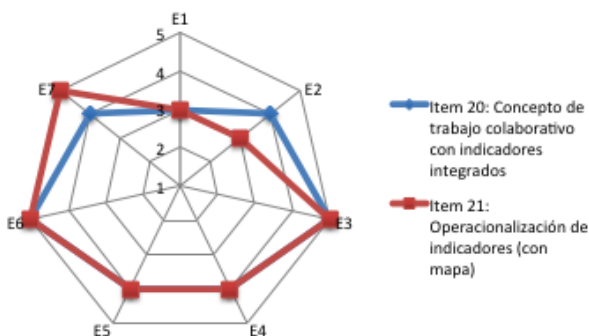 E1
5
E7
4
E2
3
2
1
E6
E3
E5
E4
Item 20: Concepto de
trabajo colaborativo
con indicadores
integrados
Item 21:
Operacionalización de
indicadores (con
mapa)